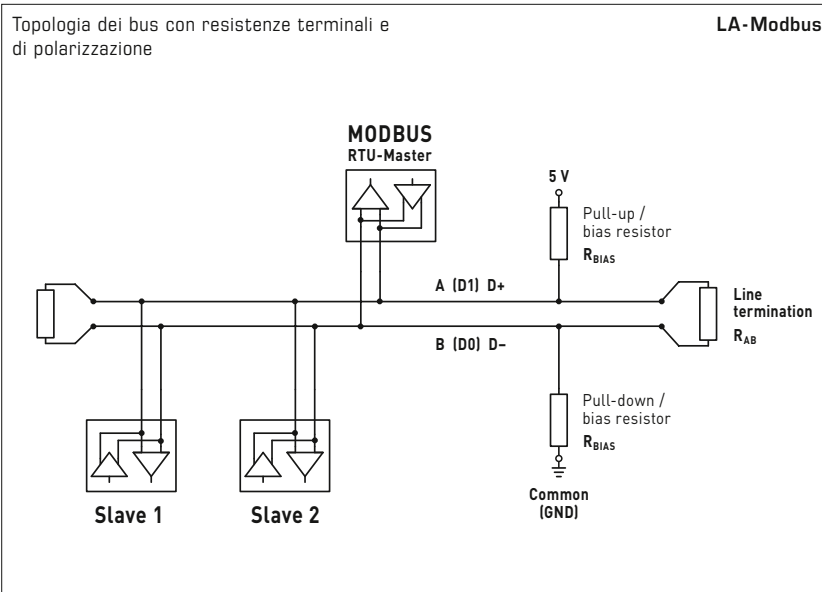 Topologia dei bus con resistenze terminali e
di polarizzazione
LA-Modbus
MODBUS
RTU-Master
5 V
Pull-up /
bias resistor
RBIAS
A (D1) D+
Line
termination
RAB
B (D0) D–
Pull-down /
bias resistor
RBIAS
Common
(GND)
Slave 1
Slave 2